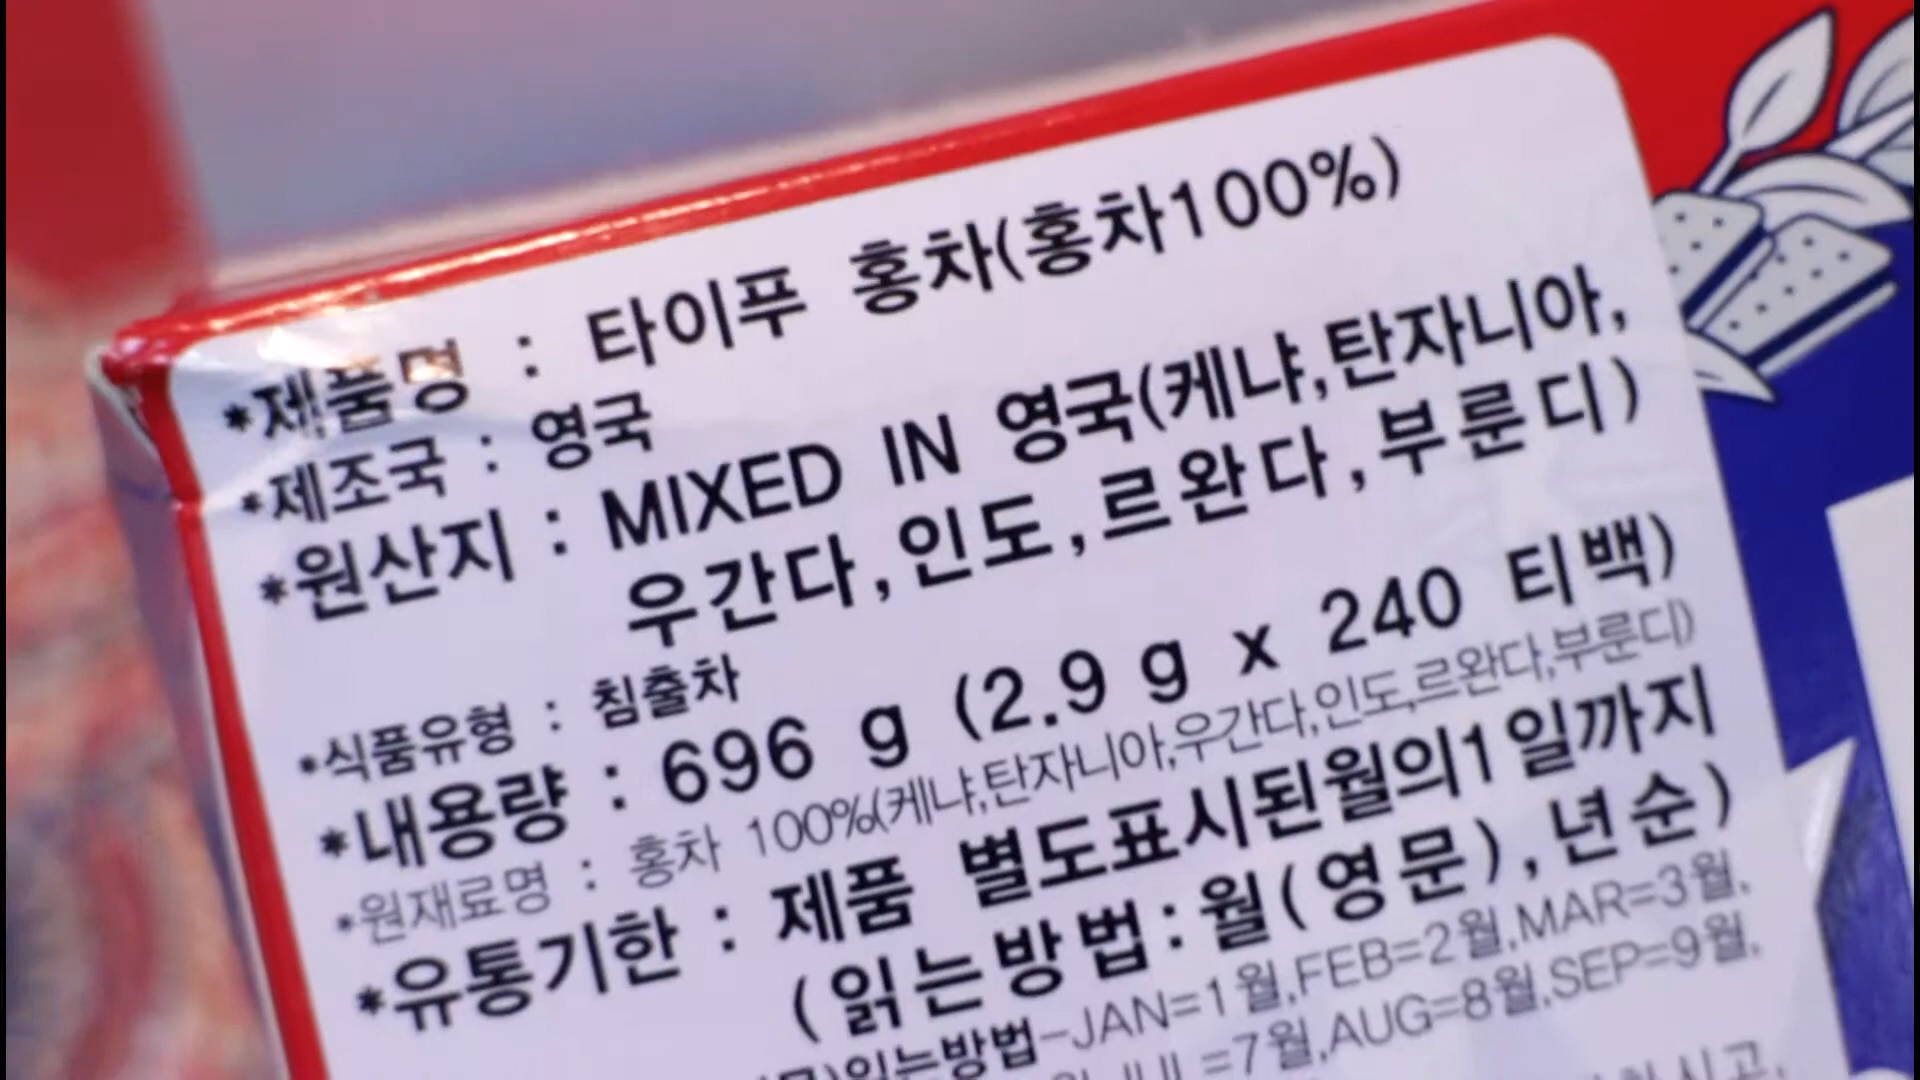 *제품명 : 타이푸 홍차(홍차100%)
*제조국 : 영국
*원산지 : MIXED IN 영국(케냐,탄자니아,
우간다,인도,르완다,부룬디)
*식품유형 : 침출차
*내용량 : 696 g (2.9 g x 240 티백)
*원재료명 : 홍차 100%(케냐,탄자니아,우간다,인도,르완다,부룬디)
*유통기한 : 제품 별도표시된월의1일까지
(읽는방법:월(영문),년순)
읽는방법-JAN=1월,FEB=2월,MAR=3월,
=7월,AUG=8월,SEP=9월,